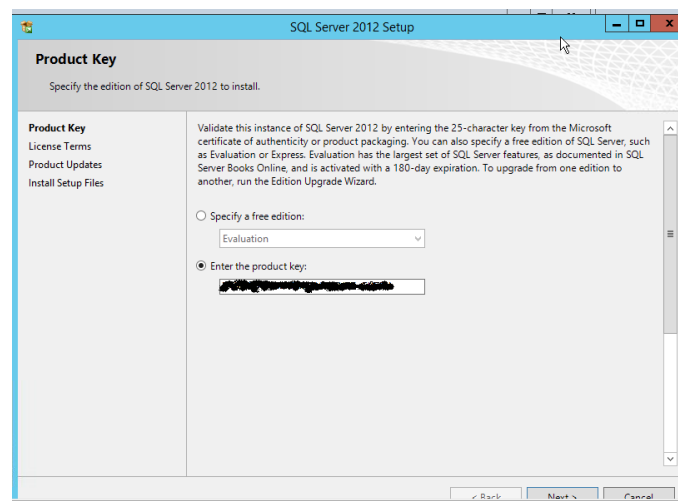 SQL Server 2012 Setup
Product Key
Specify the edition of SQL Server 2012 to install.
Product Key
License Terms
Product Updates
Install Setup Files
Validate this instance of SQL Server 2012 by entering the 25-character key from the Microsoft
certificate of authenticity or product packaging. You can also specify a free edition of SQL Server, such
as Evaluation or Express. Evaluation has the largest set of SQL Server features, as documented in SQL
Server Books Online, and is activated with a 180-day expiration. To upgrade from one edition to
another, run the Edition Upgrade Wizard.
Specify a free edition:
Evaluation
Enter the product key:
< Back Next > Cancel